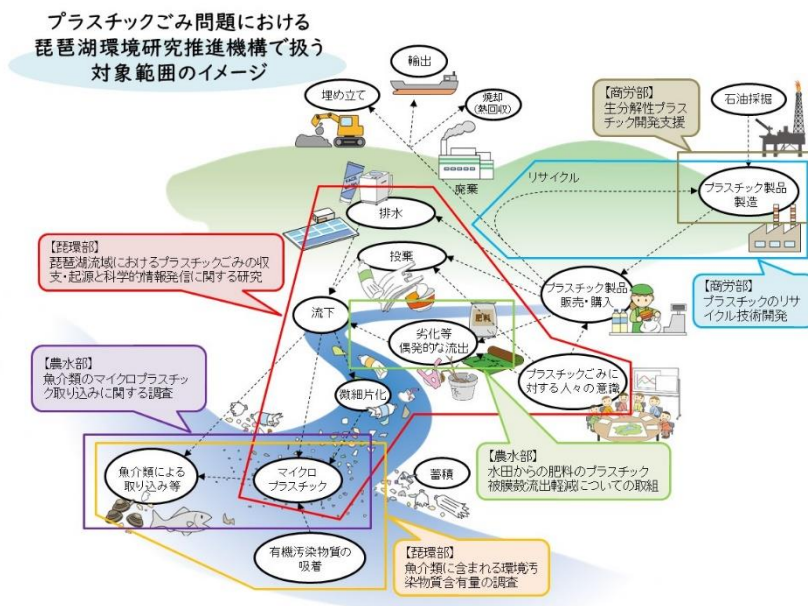 プラスチックごみ問題における
琵琶湖環境研究推進機構で扱う
対象範囲のイメージ
輸出
埋め立て
焼却
(熱回収)
廃棄
【商労部】
生分解性プラス
チック開発支援
石油採掘
リサイクル
プラスチック製品
製造
排水
【琵環部】
琵琶湖流域におけるプラスチックごみの収
支・起源と科学的情報発信に関する研究
投棄
プラスチック製品
販売・購入
【商労部】
プラスチックのリサ
イクル技術開発
流下
肥料
劣化等
偶発的な流出
【農水部】
魚介類のマイクロプラスチッ
ク取り込みに関する調査
微細片化
プラスチックごみに
対する人々の意識
【農水部】
水田からの肥料のプラスチック
被膜殻流出軽減についての取組
魚介類による
取り込み等
マイクロ
プラスチック
蓄積
有機汚染物質の
吸着
【琵環部】
魚介類に含まれる環境汚
染物質含有量の調査